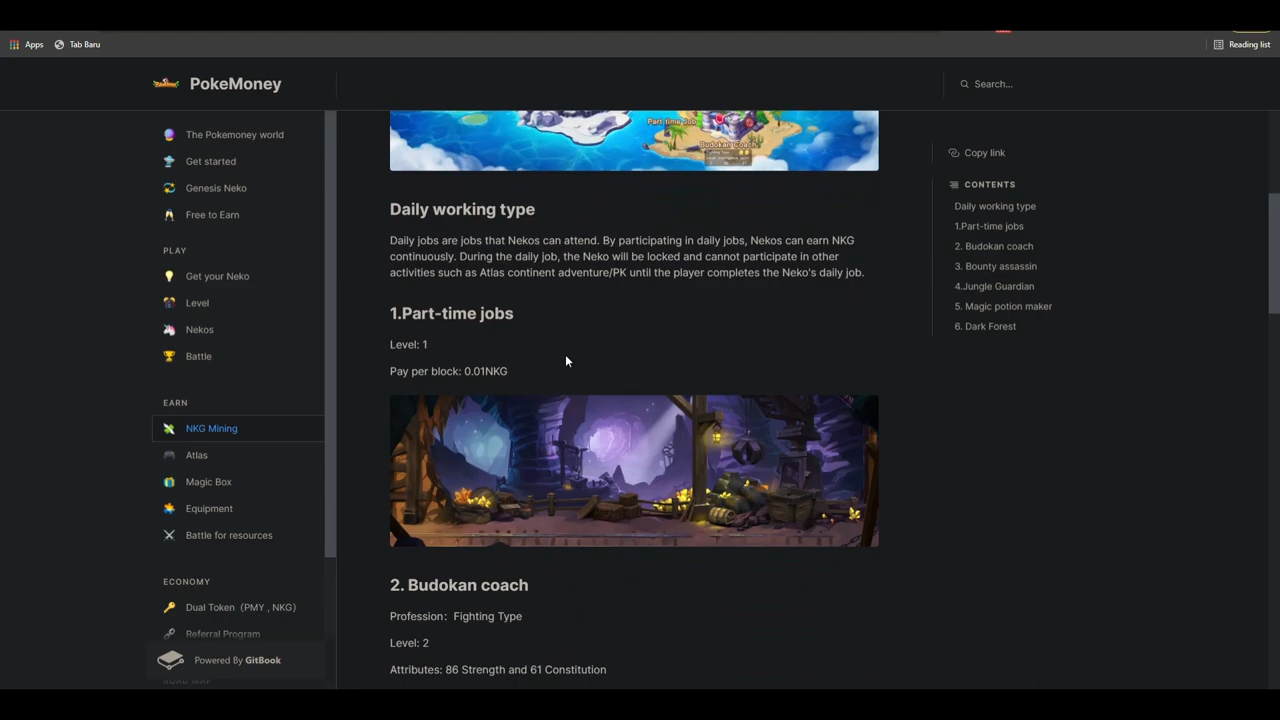 Apps
Tab Baru
Reading list
PokeMoney
Search...
The Pokemoney world
Get started
Genesis Neko
Free to Earn
PLAY
Get your Neko
Level
Nekos
Battle
EARN
NKG Mining
Atlas
Magic Box
Equipment
Battle for resources
ECONOMY
Dual Token（PMY , NKG）
Referral Program
Powered By GitBook
Part time Job
Budokan Coach
Daily working type
Daily jobs are jobs that Nekos can attend. By participating in daily jobs, Nekos can earn NKG
continuously. During the daily job, the Neko will be locked and cannot participate in other
activities such as Atlas continent adventure/PK until the player completes the Neko's daily job.
1.Part-time jobs
Level: 1
Pay per block: 0.01NKG
2. Budokan coach
Profession： Fighting Type
Level: 2
Attributes: 86 Strength and 61 Constitution
Copy link
CONTENTS
Daily working type
1.Part-time jobs
2. Budokan coach
3. Bounty assassin
4.Jungle Guardian
5. Magic potion maker
6. Dark Forest